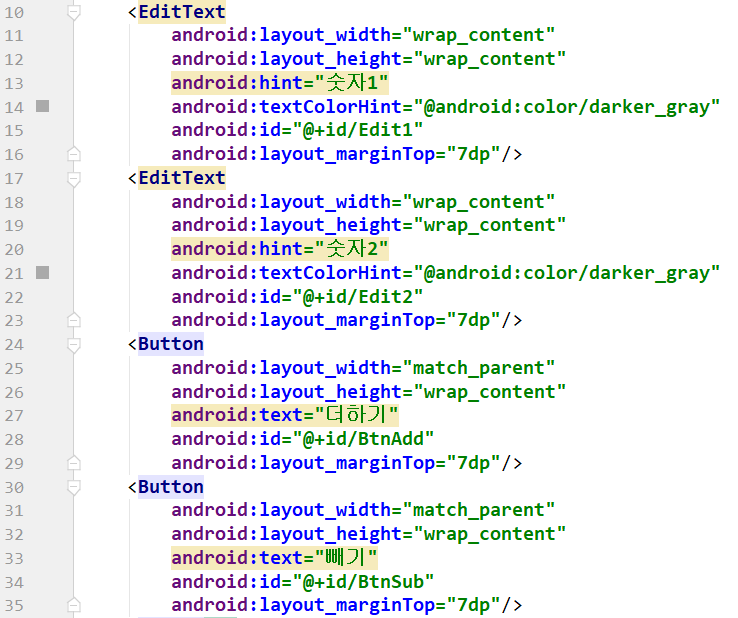 10 <EditText
11 android:layout_width="wrap_content"
12 android:layout_height="wrap_content"
13 android:hint="숫자1"
14 android:textColorHint="@android:color/darker_gray"
15 android:id="@+id/Edit1"
16 android:layout_marginTop="7dp"/>
17 <EditText
18 android:layout_width="wrap_content"
19 android:layout_height="wrap_content"
20 android:hint="숫자2"
21 android:textColorHint="@android:color/darker_gray"
22 android:id="@+id/Edit2"
23 android:layout_marginTop="7dp"/>
24 <Button
25 android:layout_width="match_parent"
26 android:layout_height="wrap_content"
27 android:text="더하기"
28 android:id="@+id/BtnAdd"
29 android:layout_marginTop="7dp"/>
30 <Button
31 android:layout_width="match_parent"
32 android:layout_height="wrap_content"
33 android:text="빼기"
34 android:id="@+id/BtnSub"
35 android:layout_marginTop="7dp"/>